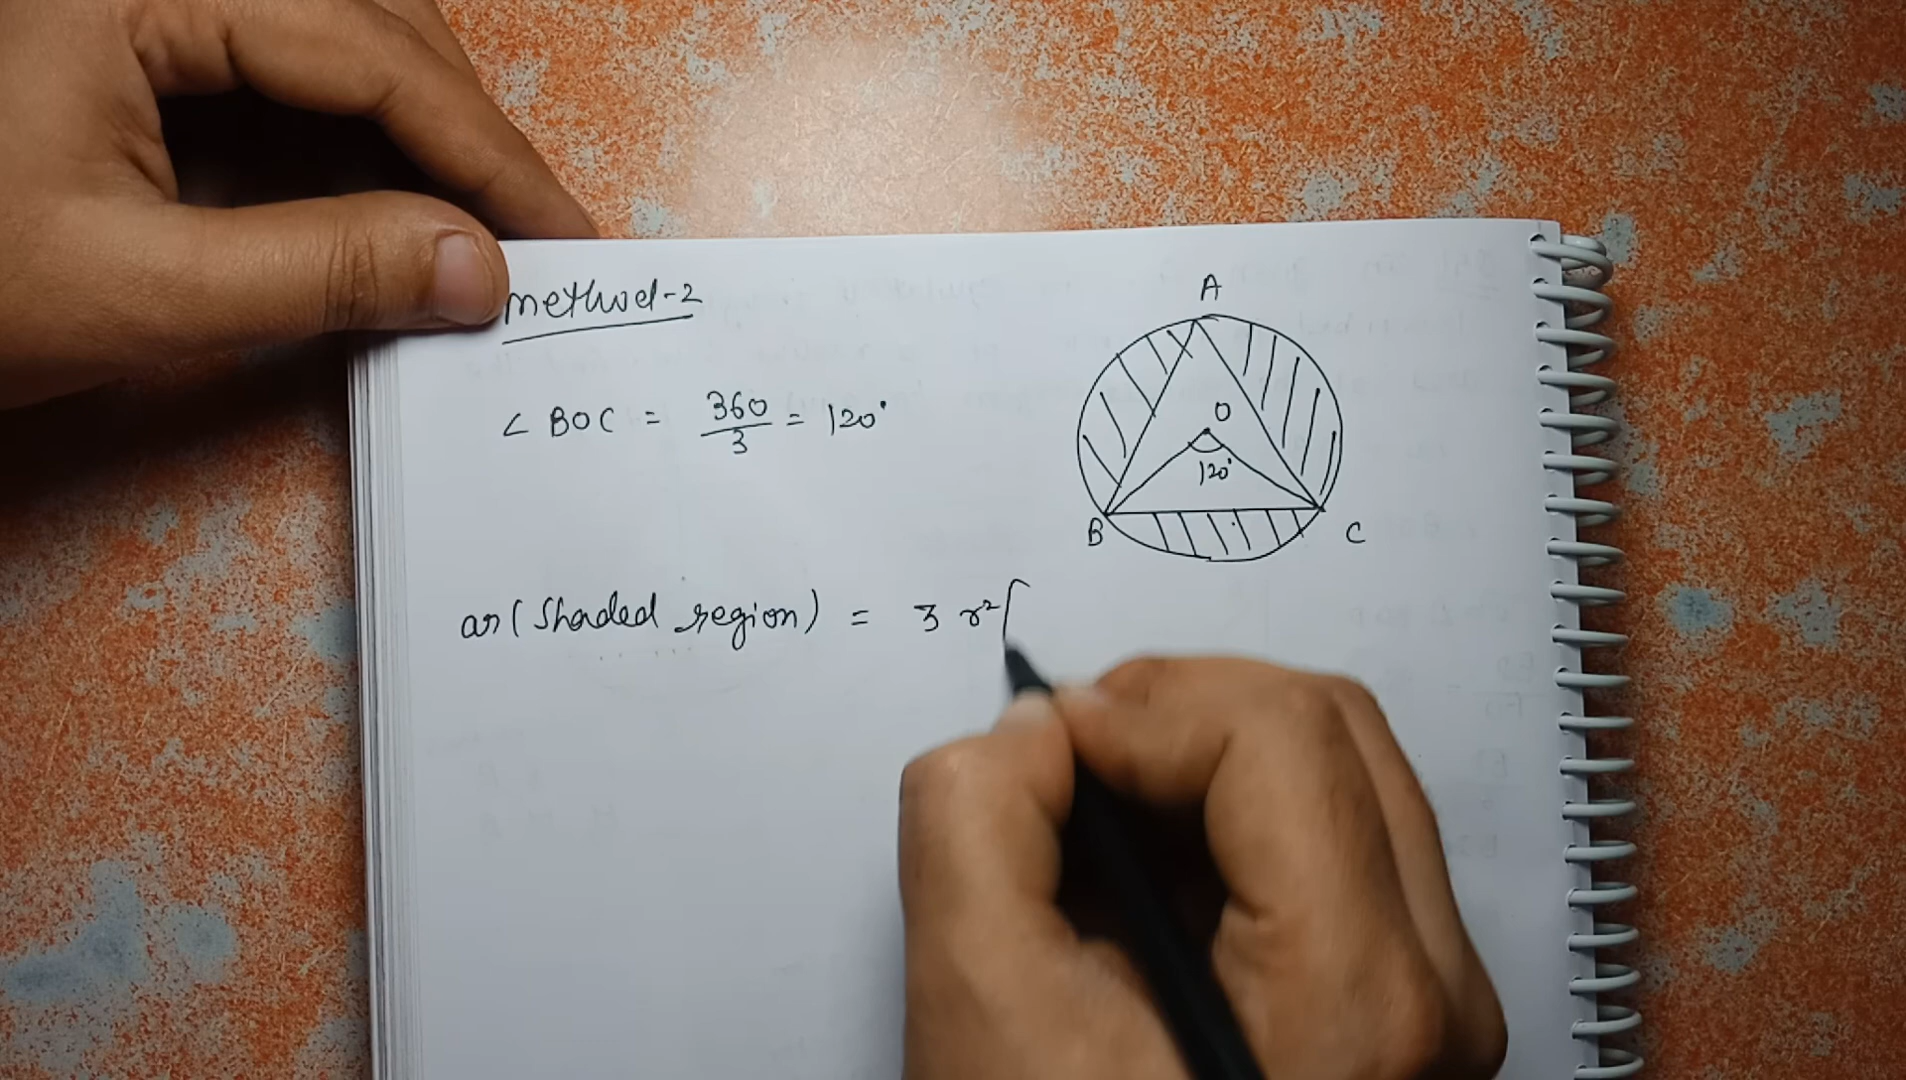 method-2
A
∠ BOC = 360/3 = 120°
O
120°
B
C
ar (Shaded region) = 3 r² (